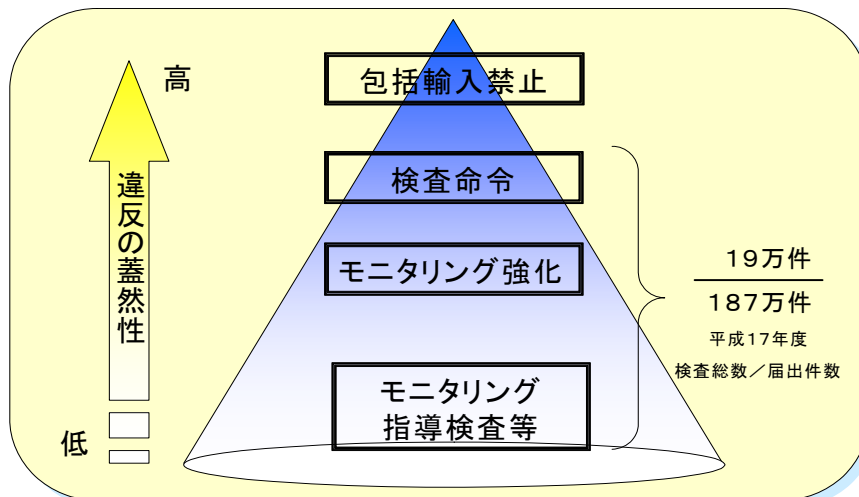 高
違反の蓋然性
低
包括輸入禁止
検査命令
モニタリング強化
モニタリング
指導検査等
19万件
187万件
平成17年度
検査総数／届出件数